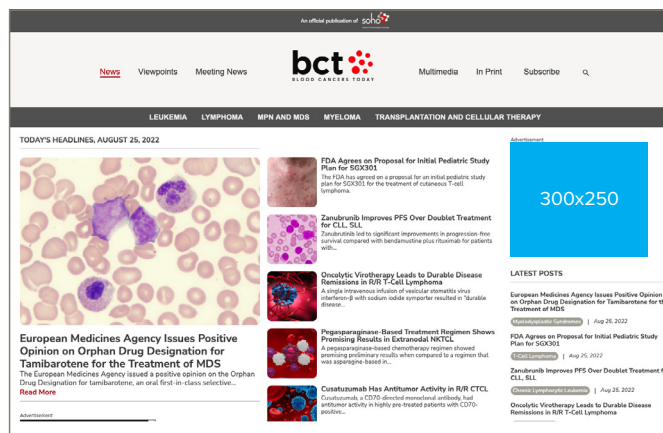 An official publication of soho
News
Viewpoints
Meeting News
bct
BLOOD CANCERS TODAY
Multimedia
In Print
Subscribe
LEUKEMIA
LYMPHOMA
MPN AND MDS
MYELOMA
TRANSPLANTATION AND CELLULAR THERAPY
TODAY'S HEADLINES, AUGUST 25, 2022
European Medicines Agency Issues Positive
Opinion on Orphan Drug Designation for
Tamibarotene for the Treatment of MDS
The European Medicines Agency issued a positive opinion on the Orphan
Drug Designation for tamibarotene, an oral first-in-class selective...
Read More
Advertisement
FDA Agrees on Proposal for Initial Pediatric Study
Plan for SGX301
The FDA has agreed on a proposal for an initial pediatric study
plan for SGX301 for the treatment of cutaneous T-cell
lymphoma.
Zanubrunib Improves PFS Over Doublet Treatment
for CLL, SLL
Zanubrutinib led to significant improvements in progression-free
survival compared with bendamustine plus rituximab for patients
with...
Oncolytic Virotherapy Leads to Durable Disease
Remissions in R/R T-Cell Lymphoma
A single intravenous infusion of vesicular stomatitis virus
interferon-β with sodium iodide symporter resulted in "durable
disease...
Pegasparaginase-Based Treatment Regimen Shows
Promising Results in Extranodal NKTCL
A pegasparaginase-based chemotherapy regimen showed
promising preliminary results when compared to a regimen that
was asparagine-based in...
Cusatuzumab Has Antitumor Activity in R/R CTCL
Cusatuzumab, a CD70-directed monoclonal antibody, had
antitumor activity in highly pre-treated patients with CD70-
positive...
Advertisement
300x250
LATEST POSTS
European Medicines Agency Issues Positive Opinion
on Orphan Drug Designation for Tamibarotene for th
Treatment of MDS
Myelodysplastic Syndromes | Aug 26, 2022
FDA Agrees on Proposal for Initial Pediatric Study
Plan for SGX301
T-Cell Lymphoma | Aug 25, 2022
Zanubrutinib Improves PFS Over Doublet Treatment f
CLL, SLL
Chronic Lymphocytic Leukemia | Aug 25, 2022
Oncolytic Virotherapy Leads to Durable Disease
Remissions in R/R T-Cell Lymphoma